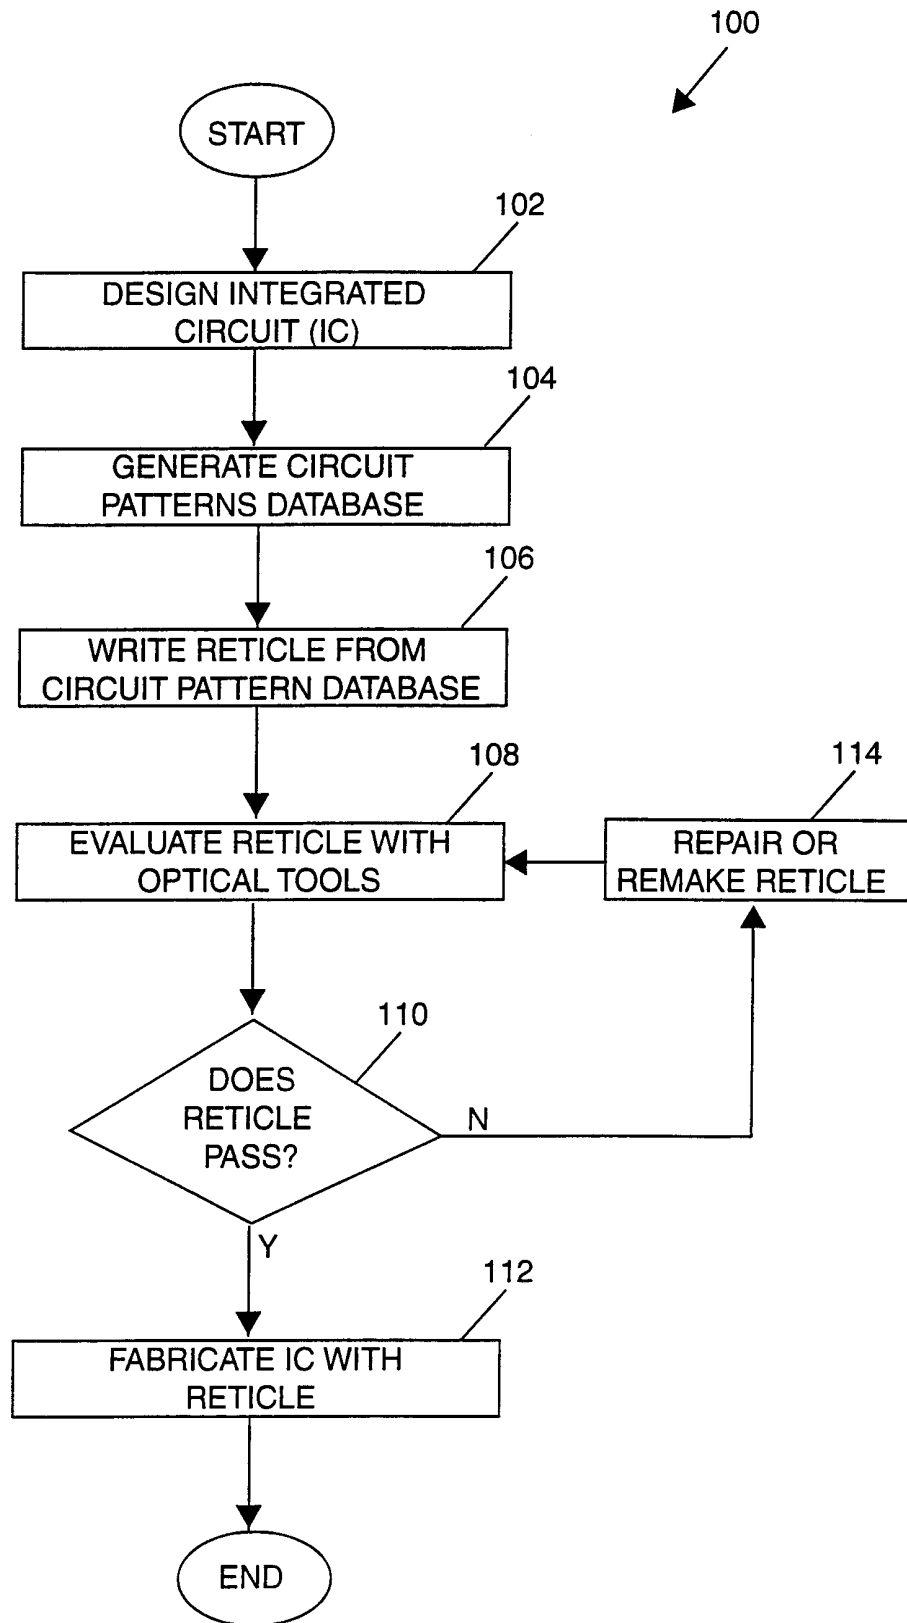 100
START
102
DESIGN INTEGRATED
CIRCUIT (IC)
104
GENERATE CIRCUIT
PATTERNS DATABASE
106
WRITE RETICLE FROM
CIRCUIT PATTERN DATABASE
108
EVALUATE RETICLE WITH
OPTICAL TOOLS
114
REPAIR OR
REMAKE RETICLE
110
DOES
RETICLE
PASS?
N
Y
112
FABRICATE IC WITH
RETICLE
END